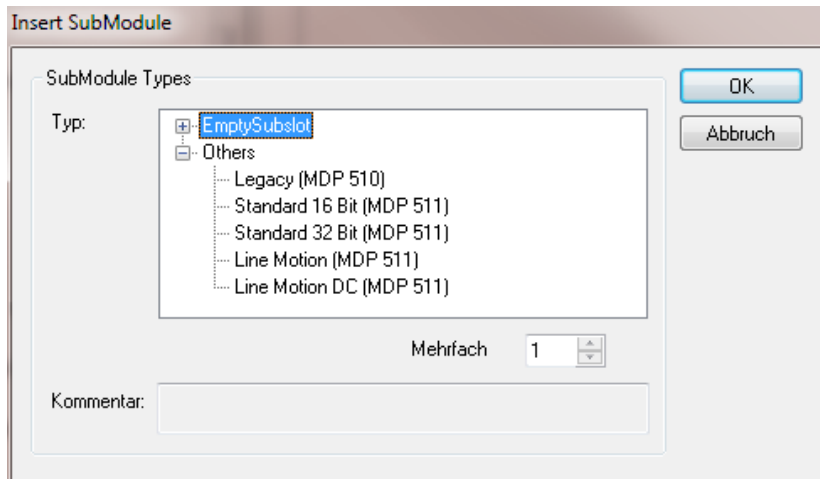 Insert SubModule
SubModule Types
Typ:
EmptySubslot
Others
Legacy (MDP 510)
Standard 16 Bit (MDP 511)
Standard 32 Bit (MDP 511)
Line Motion (MDP 511)
Line Motion DC (MDP 511)
Mehrfach 1
Kommentar:
OK
Abbruch